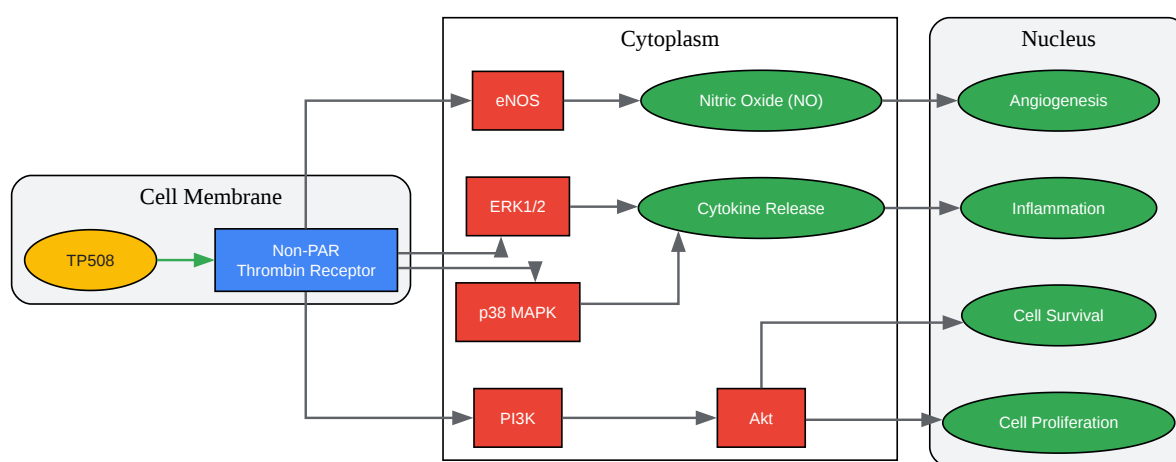 Cell Membrane
TP508
Non-PAR
Thrombin Receptor
Cytoplasm
eNOS
Nitric Oxide (NO)
ERK1/2
Cytokine Release
p38 MAPK
PI3K
Akt
Nucleus
Angiogenesis
Inflammation
Cell Survival
Cell Proliferation